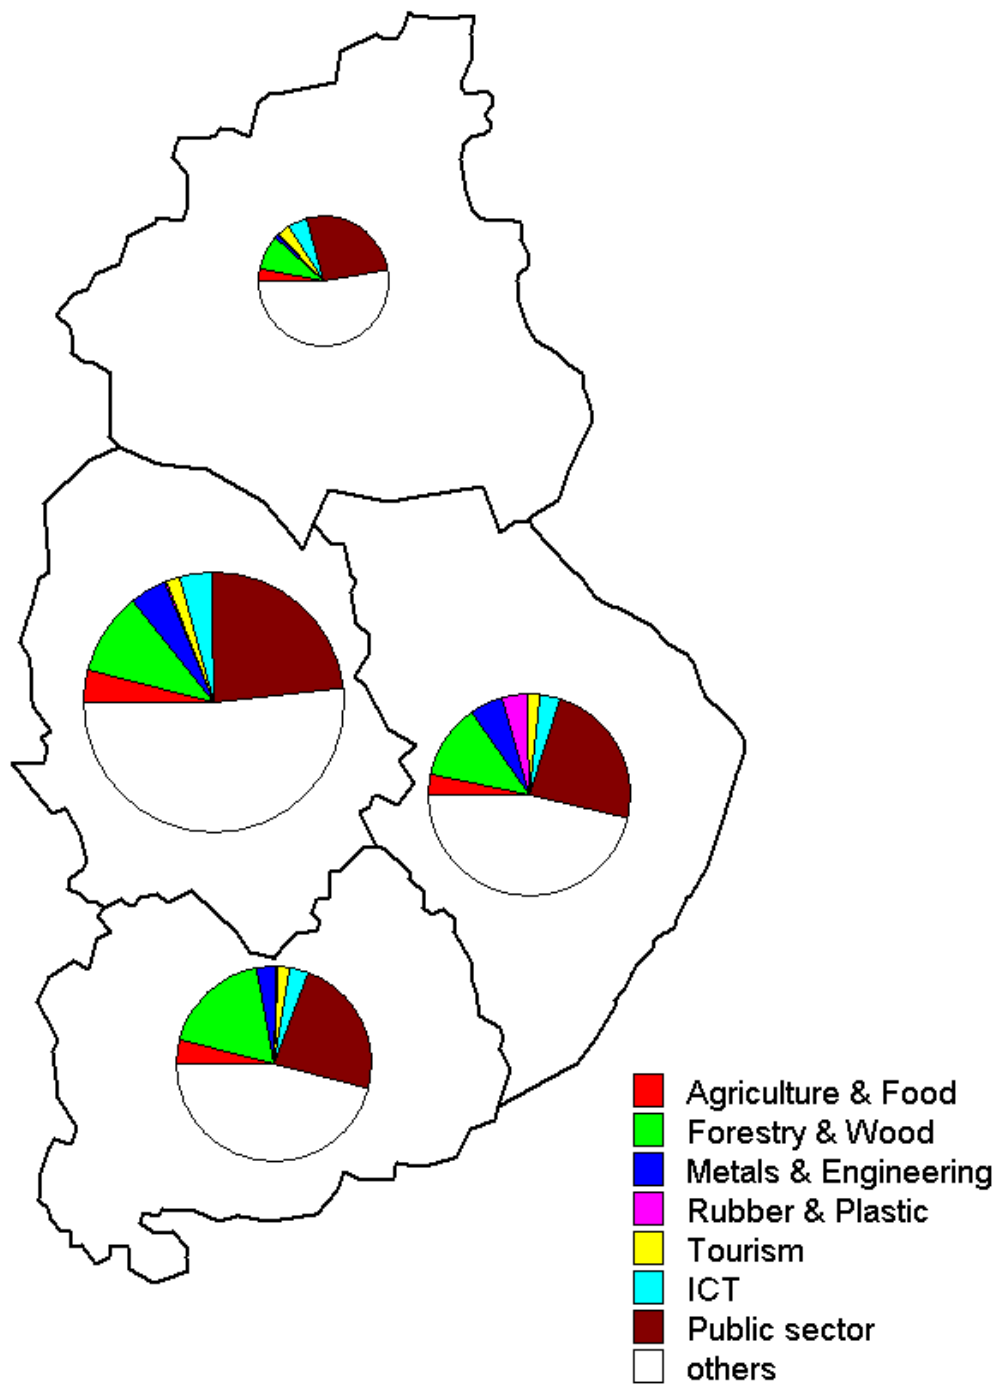 Agriculture & Food
Forestry & Wood
Metals & Engineering
Rubber & Plastic
Tourism
ICT
Public sector
others